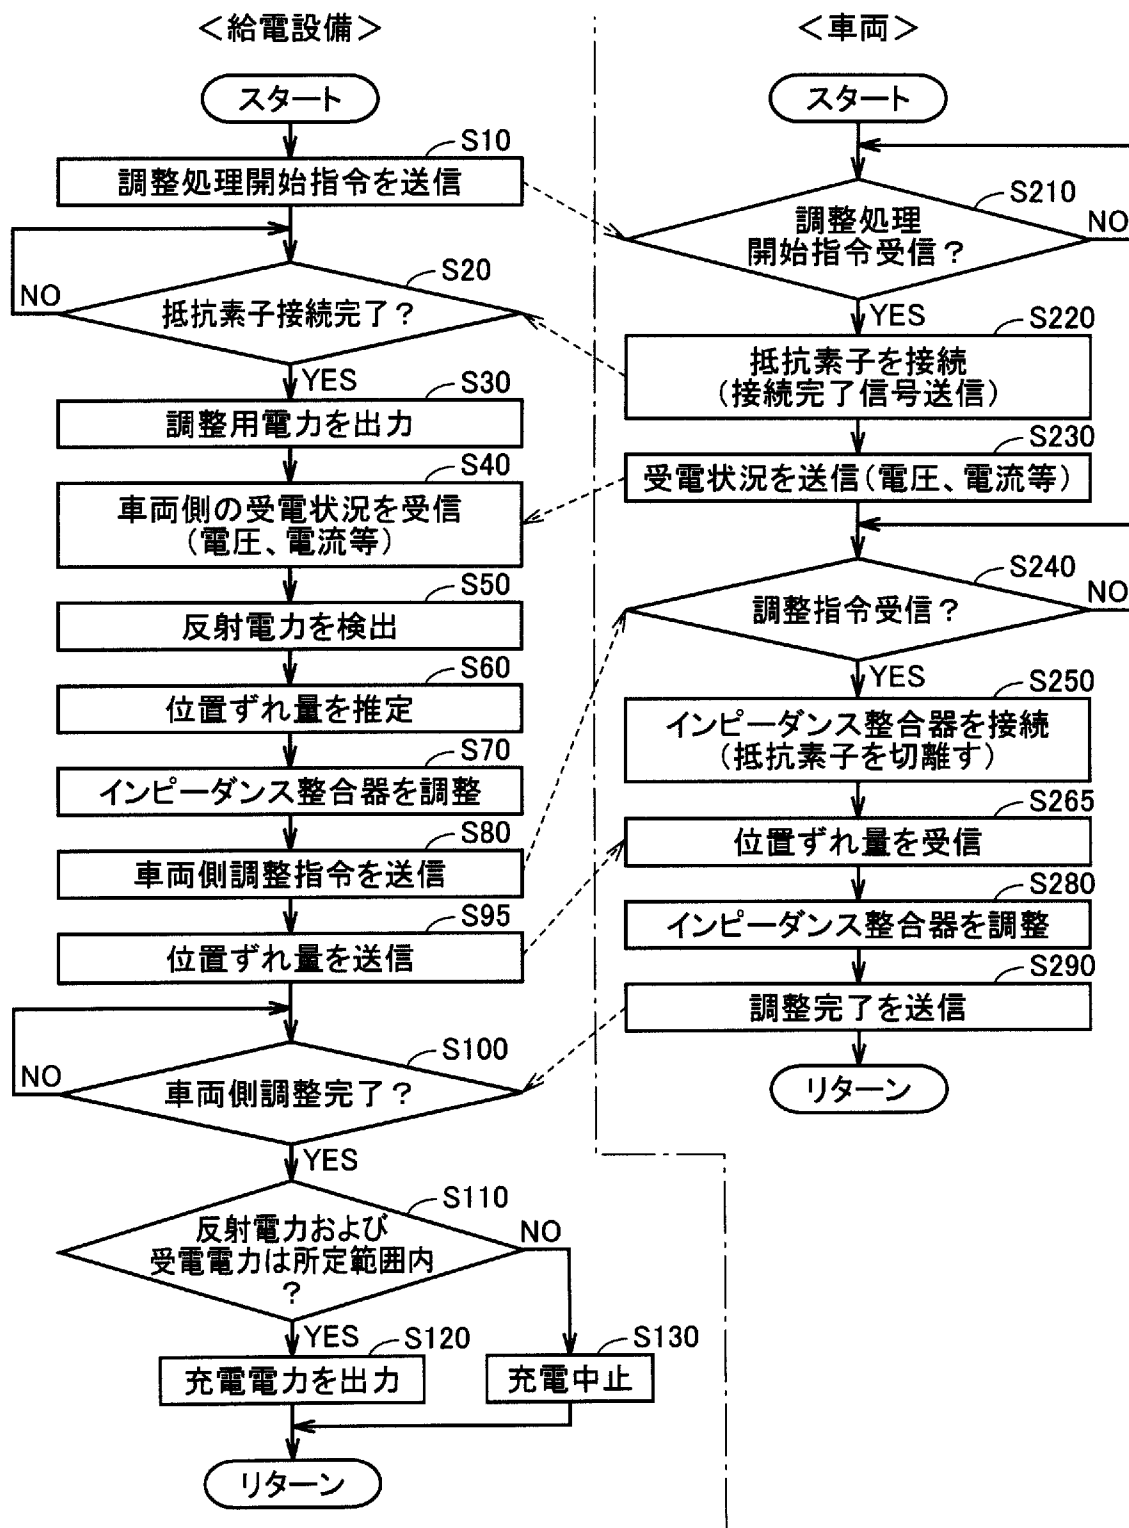 ＜給電設備＞
スタート
S10
調整処理開始指令を送信
S20
抵抗素子接続完了？
NO
YES
S30
調整用電力を出力
S40
車両側の受電状況を受信
（電圧、電流等）
S50
反射電力を検出
S60
位置ずれ量を推定
S70
インピーダンス整合器を調整
S80
車両側調整指令を送信
S95
位置ずれ量を送信
S100
車両側調整完了？
NO
YES
S110
反射電力および
受電電力は所定範囲内
？
NO
YES
S120
充電電力を出力
S130
充電中止
リターン
＜車両＞
スタート
S210
調整処理
開始指令受信？
NO
YES
S220
抵抗素子を接続
（接続完了信号送信）
S230
受電状況を送信（電圧、電流等）
S240
調整指令受信？
NO
YES
S250
インピーダンス整合器を接続
（抵抗素子を切離す）
S265
位置ずれ量を受信
S280
インピーダンス整合器を調整
S290
調整完了を送信
リターン